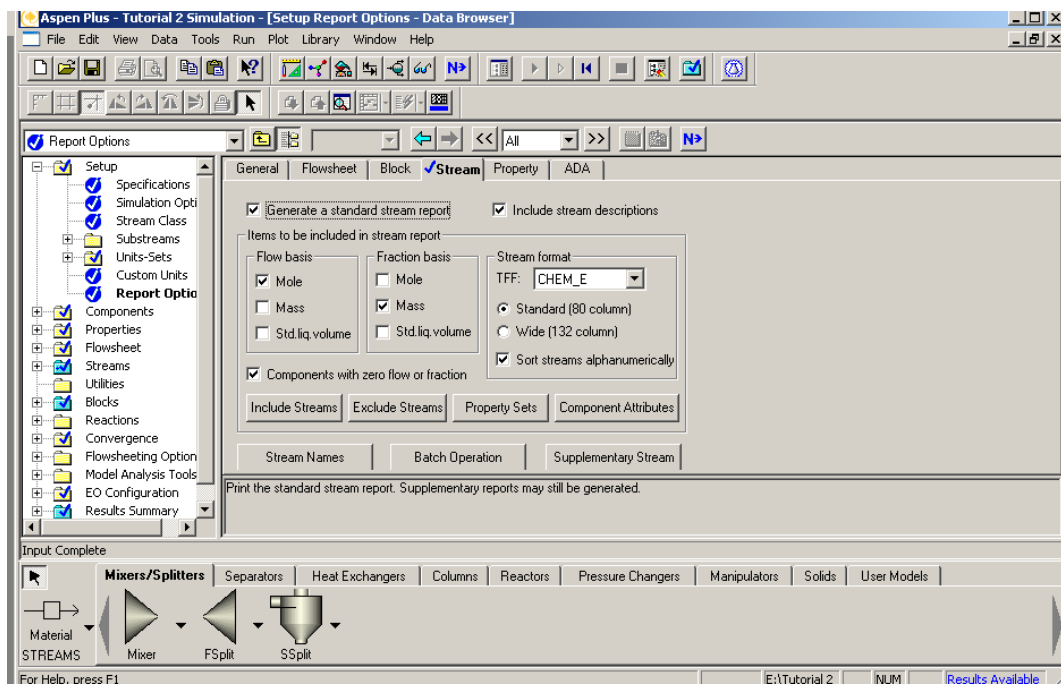 Aspen Plus - Tutorial 2 Simulation - [Setup Report Options - Data Browser]
File Edit View Data Tools Run Plot Library Window Help
N>
Report Options
All
N>
Setup
Specifications
Simulation Opti
Stream Class
Substreams
Units-Sets
Custom Units
Report Optio
Components
Properties
Flowsheet
Streams
Utilities
Blocks
Reactions
Convergence
Flowsheeting Option
Model Analysis Tools
EO Configuration
Results Summary
General Flowsheet Block Stream Property ADA
Generate a standard stream report Include stream descriptions
Items to be included in stream report
Flow basis
Mole
Mass
Std.liq.volume
Fraction basis
Mole
Mass
Std.liq.volume
Stream format
TFF: CHEM_E
Standard (80 column)
Wide (132 column)
Sort streams alphanumerically
Components with zero flow or fraction
Include Streams Exclude Streams Property Sets Component Attributes
Stream Names Batch Operation Supplementary Stream
Print the standard stream report. Supplementary reports may still be generated.
Input Complete
Mixers/Splitters Separators Heat Exchangers Columns Reactors Pressure Changers Manipulators Solids User Models
Material
STREAMS Mixer FSplit SSplit
For Help, press F1 E:\Tutorial 2 NUM Results Available